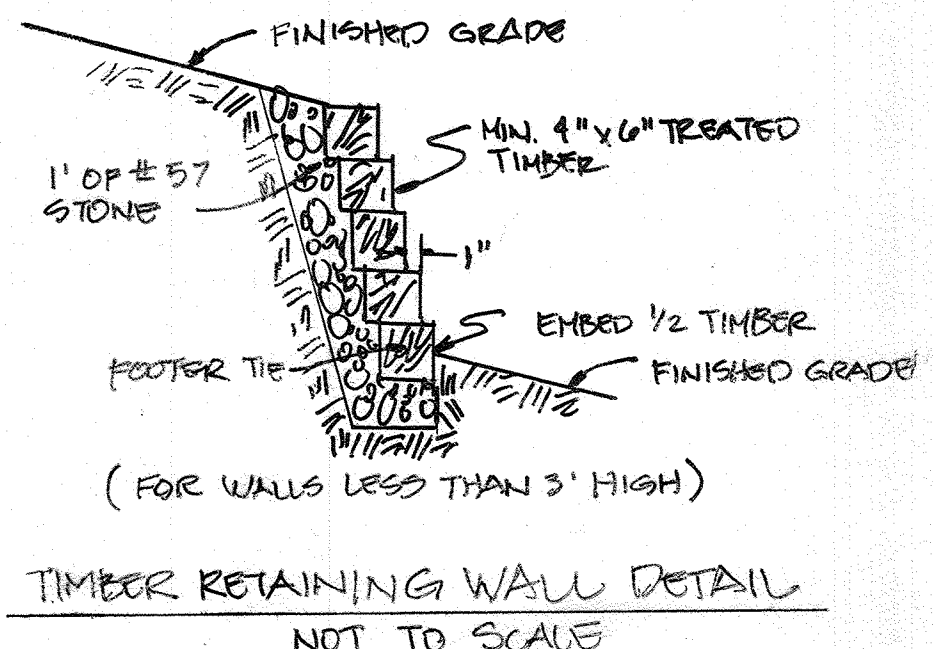 FINISHED GRADE
MIN. 4" x 6" TREATED
TIMBER
1' OF #57
STONE
1"
EMBED 1/2 TIMBER
FOOTER TIE
FINISHED GRADE
(FOR WALLS LESS THAN 3' HIGH)
TIMBER RETAINING WALL DETAIL
NOT TO SCALE